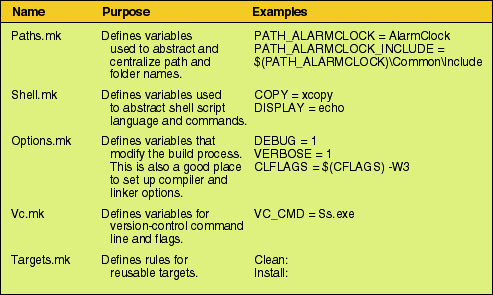 Name Purpose Examples
Paths.mk Defines variables PATH_ALARMCLOCK = AlarmClock
used to abstract and PATH_ALARMCLOCK_INCLUDE =
centralize path and $(PATH_ALARMCLOCK)\Common\Include
folder names.
Shell.mk Defines variables used COPY = xcopy
to abstract shell script DISPLAY = echo
language and commands.
Options.mk Defines variables that DEBUG = 1
modify the build process. VERBOSE = 1
This is also a good place CLFLAGS = $(CFLAGS) -W3
to set up compiler and
linker options.
Vc.mk Defines variables for VC_CMD = Ss.exe
version-control command
line and flags.
Targets.mk Defines rules for Clean:
reusable targets. Install: